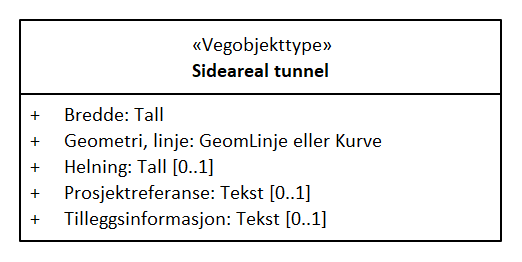 «Vegobjekttype»
Sideareal tunnel
+ Bredde: Tall
+ Geometri, linje: GeomLinje eller Kurve
+ Helning: Tall [0..1]
+ Prosjektreferanse: Tekst [0..1]
+ Tilleggsinformasjon: Tekst [0..1]